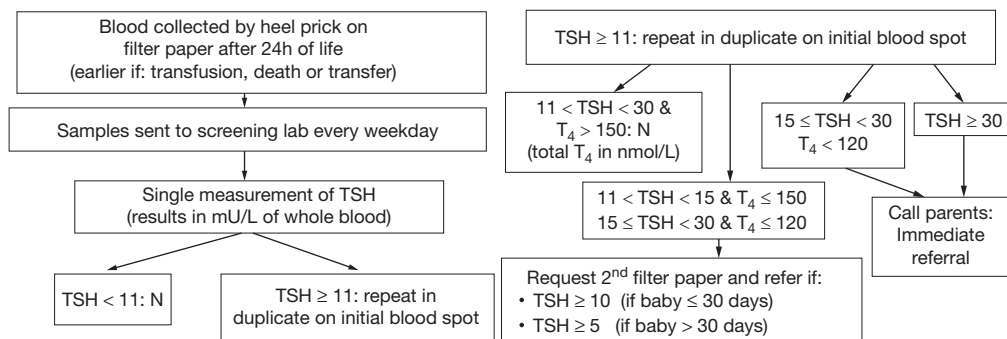 Blood collected by heel prick on
filter paper after 24h of life
(earlier if: transfusion, death or transfer)
Samples sent to screening lab every weekday
Single measurement of TSH
(results in mU/L of whole blood)
TSH < 11: N
TSH ≥ 11: repeat in
duplicate on initial blood spot
TSH ≥ 11: repeat in duplicate on initial blood spot
11 < TSH < 30 &
T₄ > 150: N
(total T₄ in nmol/L)
15 ≤ TSH < 30
T₄ < 120
TSH ≥ 30
11 < TSH < 15 & T₄ ≤ 150
15 ≤ TSH < 30 & T₄ ≤ 120
Call parents:
Immediate
referral
Request 2ⁿᵈ filter paper and refer if:
• TSH ≥ 10 (if baby ≤ 30 days)
• TSH ≥ 5 (if baby > 30 days)